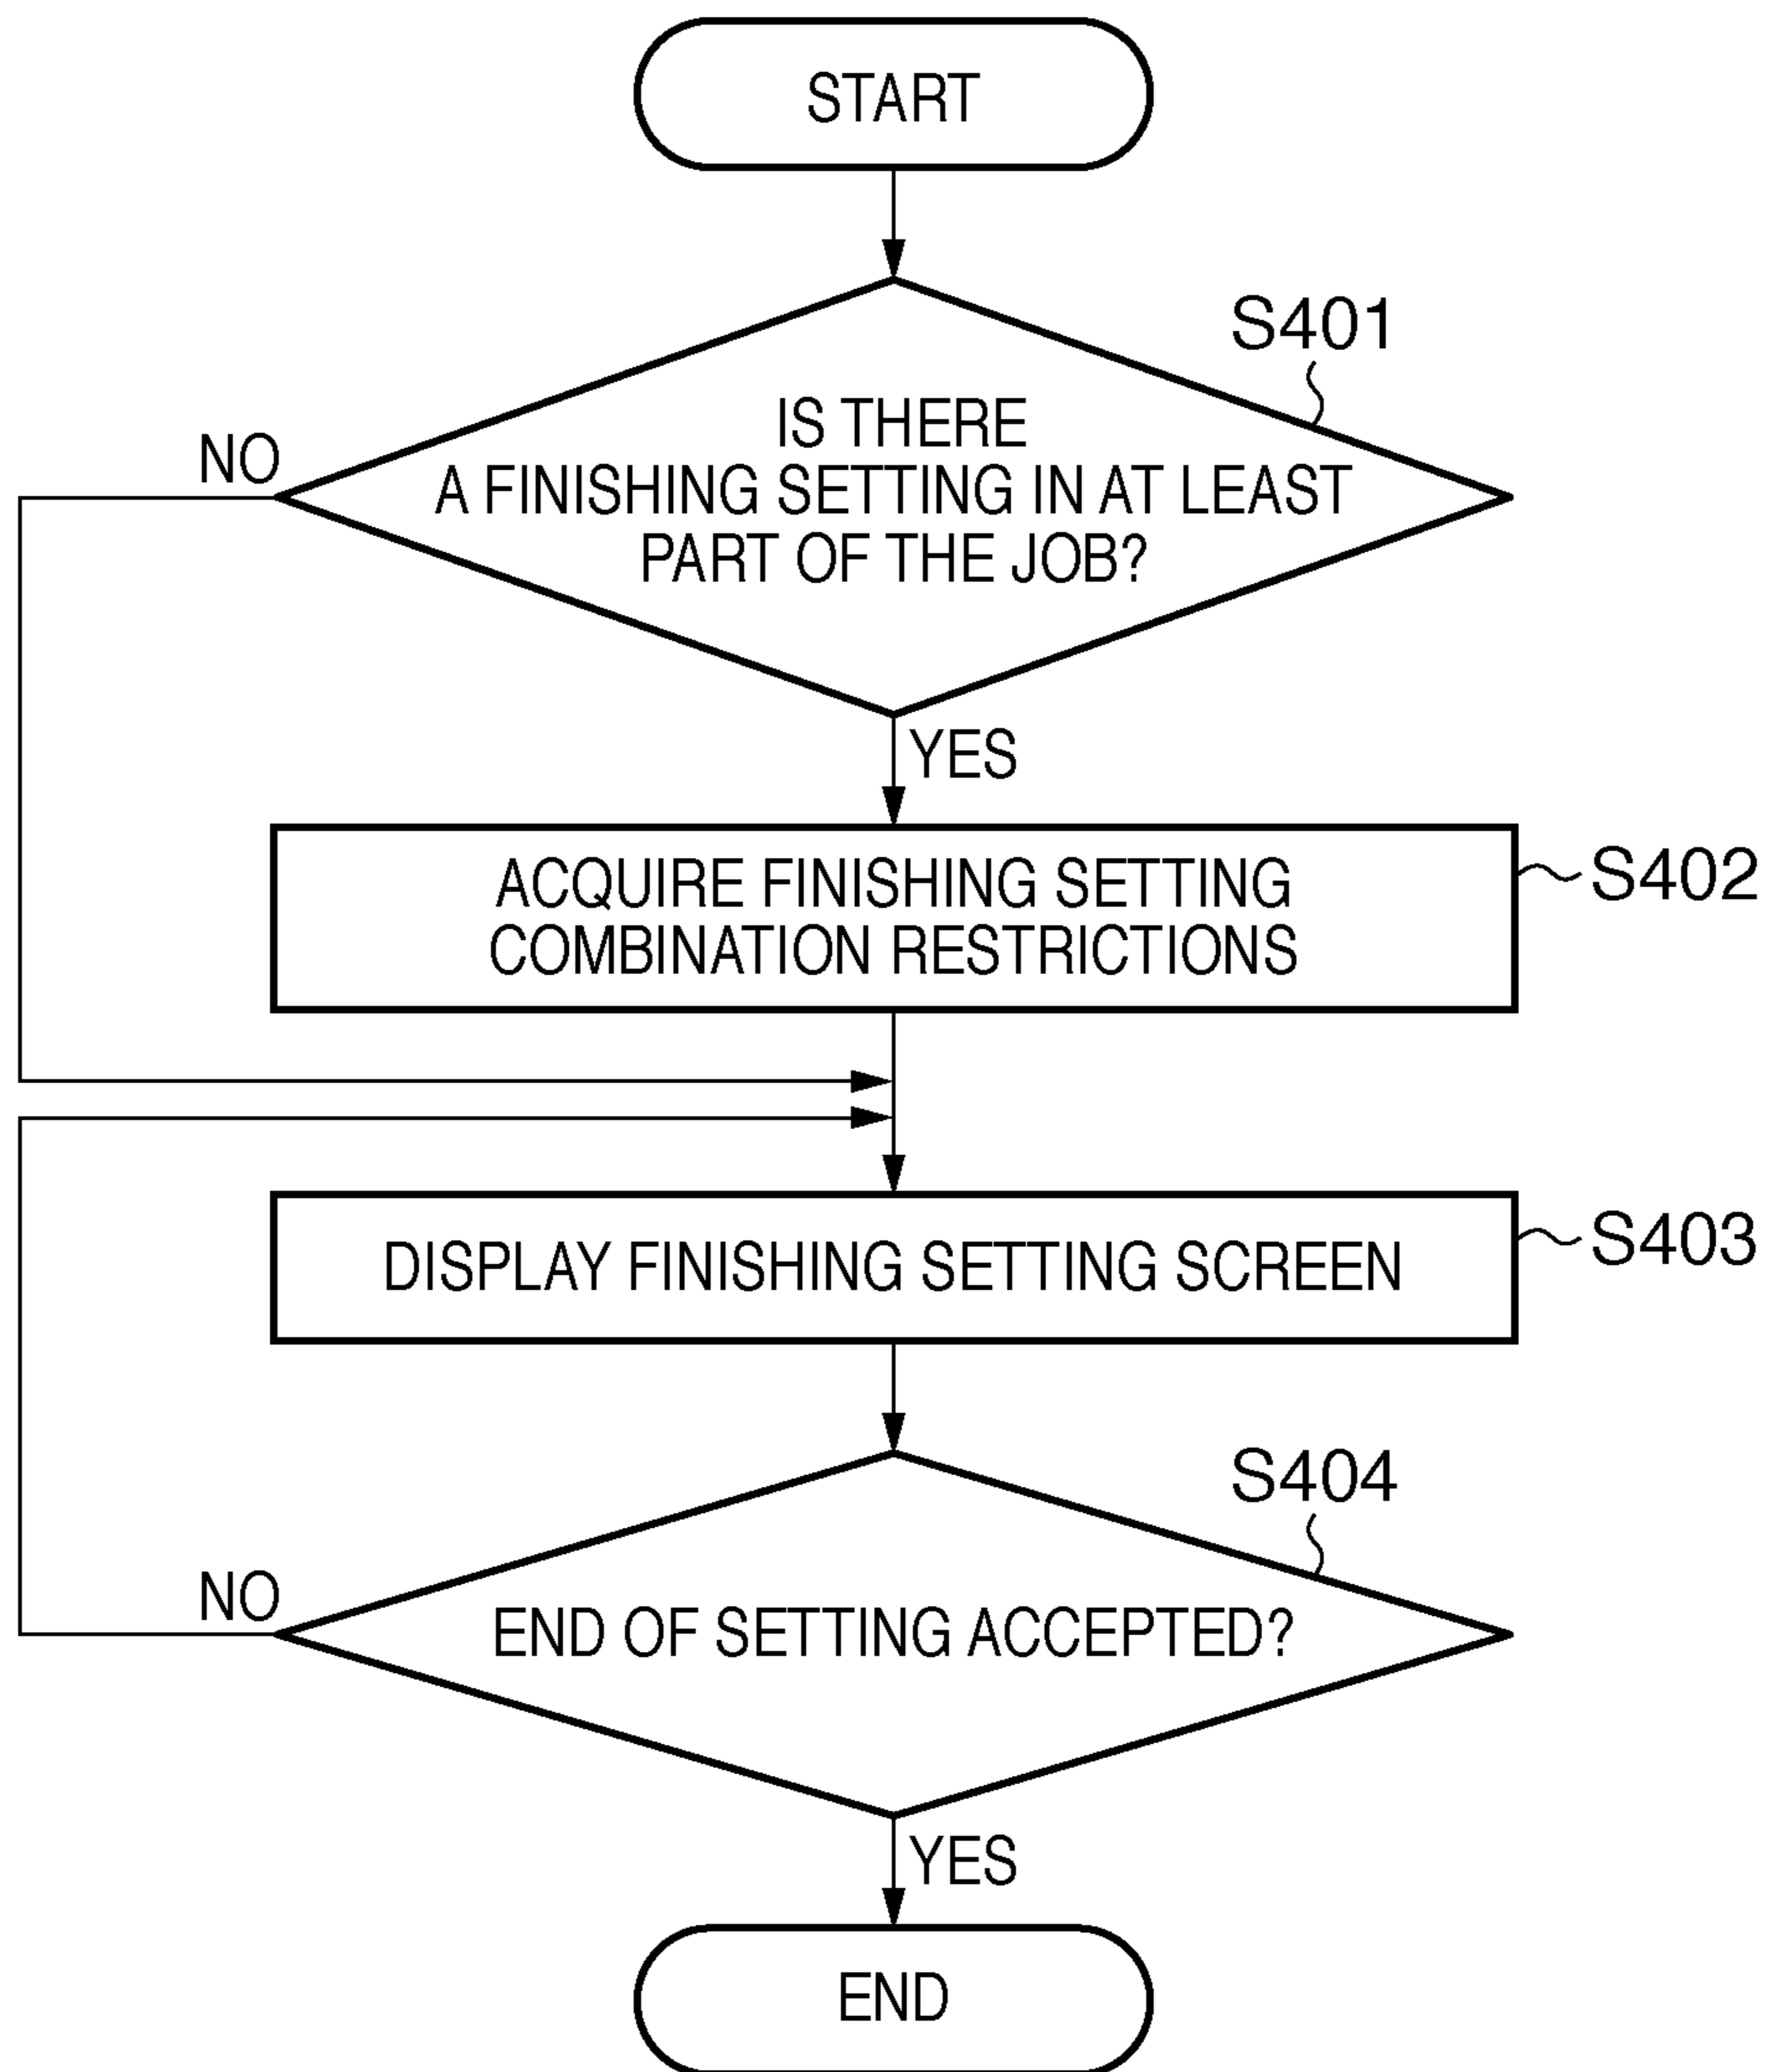 START
S401
IS THERE
A FINISHING SETTING IN AT LEAST
PART OF THE JOB?
NO
YES
ACQUIRE FINISHING SETTING
COMBINATION RESTRICTIONS
S402
DISPLAY FINISHING SETTING SCREEN
S403
S404
END OF SETTING ACCEPTED?
NO
YES
END